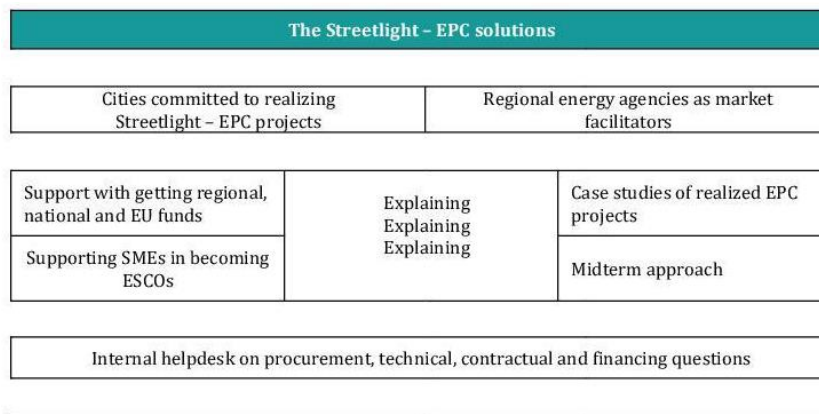 The Streetlight – EPC solutions
Cities committed to realizing
Streetlight – EPC projects
Regional energy agencies as market
facilitators
Support with getting regional,
national and EU funds
Supporting SMEs in becoming
ESCOs
Explaining
Explaining
Explaining
Case studies of realized EPC
projects
Midterm approach
Internal helpdesk on procurement, technical, contractual and financing questions